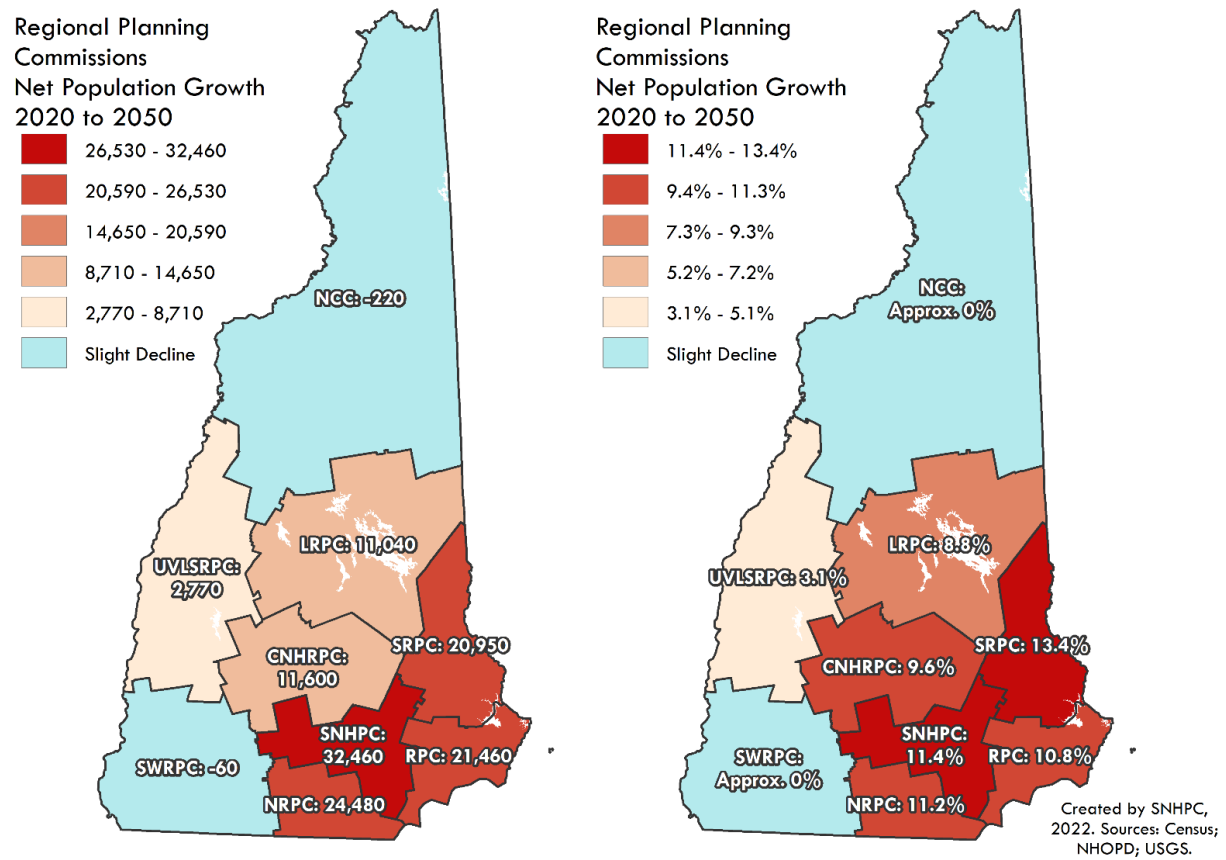 Regional Planning
Commissions
Net Population Growth
2020 to 2050
26,530 - 32,460
20,590 - 26,530
14,650 - 20,590
8,710 - 14,650
2,770 - 8,710
Slight Decline
NCC: -220
LRPC: 11,040
UVLSRPC:
2,770
SRPC: 20,950
CNHRPC:
11,600
SNHPC:
32,460
RPC: 21,460
SWRPC: -60
NRPC: 24,480
Regional Planning
Commissions
Net Population Growth
2020 to 2050
11.4% - 13.4%
9.4% - 11.3%
7.3% - 9.3%
5.2% - 7.2%
3.1% - 5.1%
Slight Decline
NCC:
Approx. 0%
LRPC: 8.8%
UVLSRPC: 3.1%
SRPC: 13.4%
CNHRPC: 9.6%
SNHPC:
11.4%
RPC: 10.8%
SWRPC:
Approx. 0%
NRPC: 11.2%
Created by SNHPC,
2022. Sources: Census;
NHOPD; USGS.